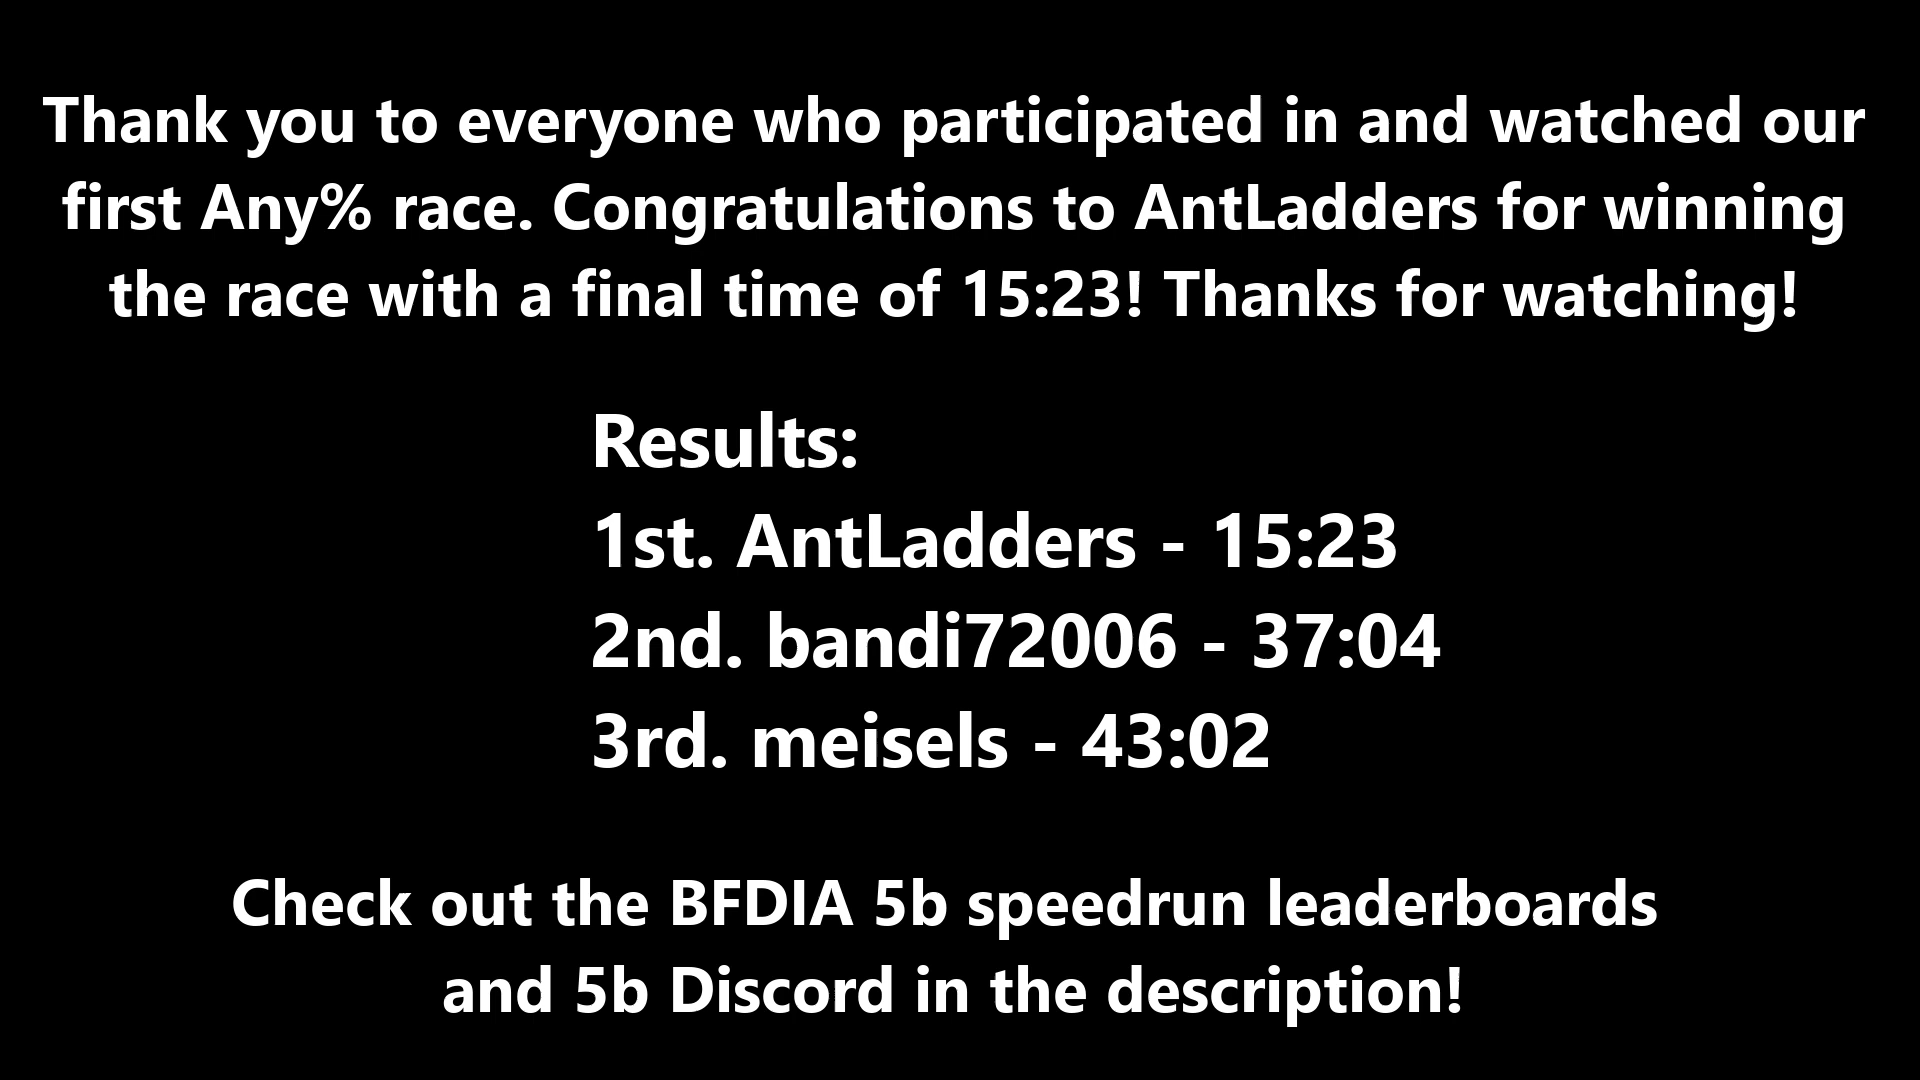 Thank you to everyone who participated in and watched our
first Any% race. Congratulations to AntLadders for winning
the race with a final time of 15:23! Thanks for watching!
Results:
1st. AntLadders - 15:23
2nd. bandi72006 - 37:04
3rd. meisels - 43:02
Check out the BFDIA 5b speedrun leaderboards
and 5b Discord in the description!